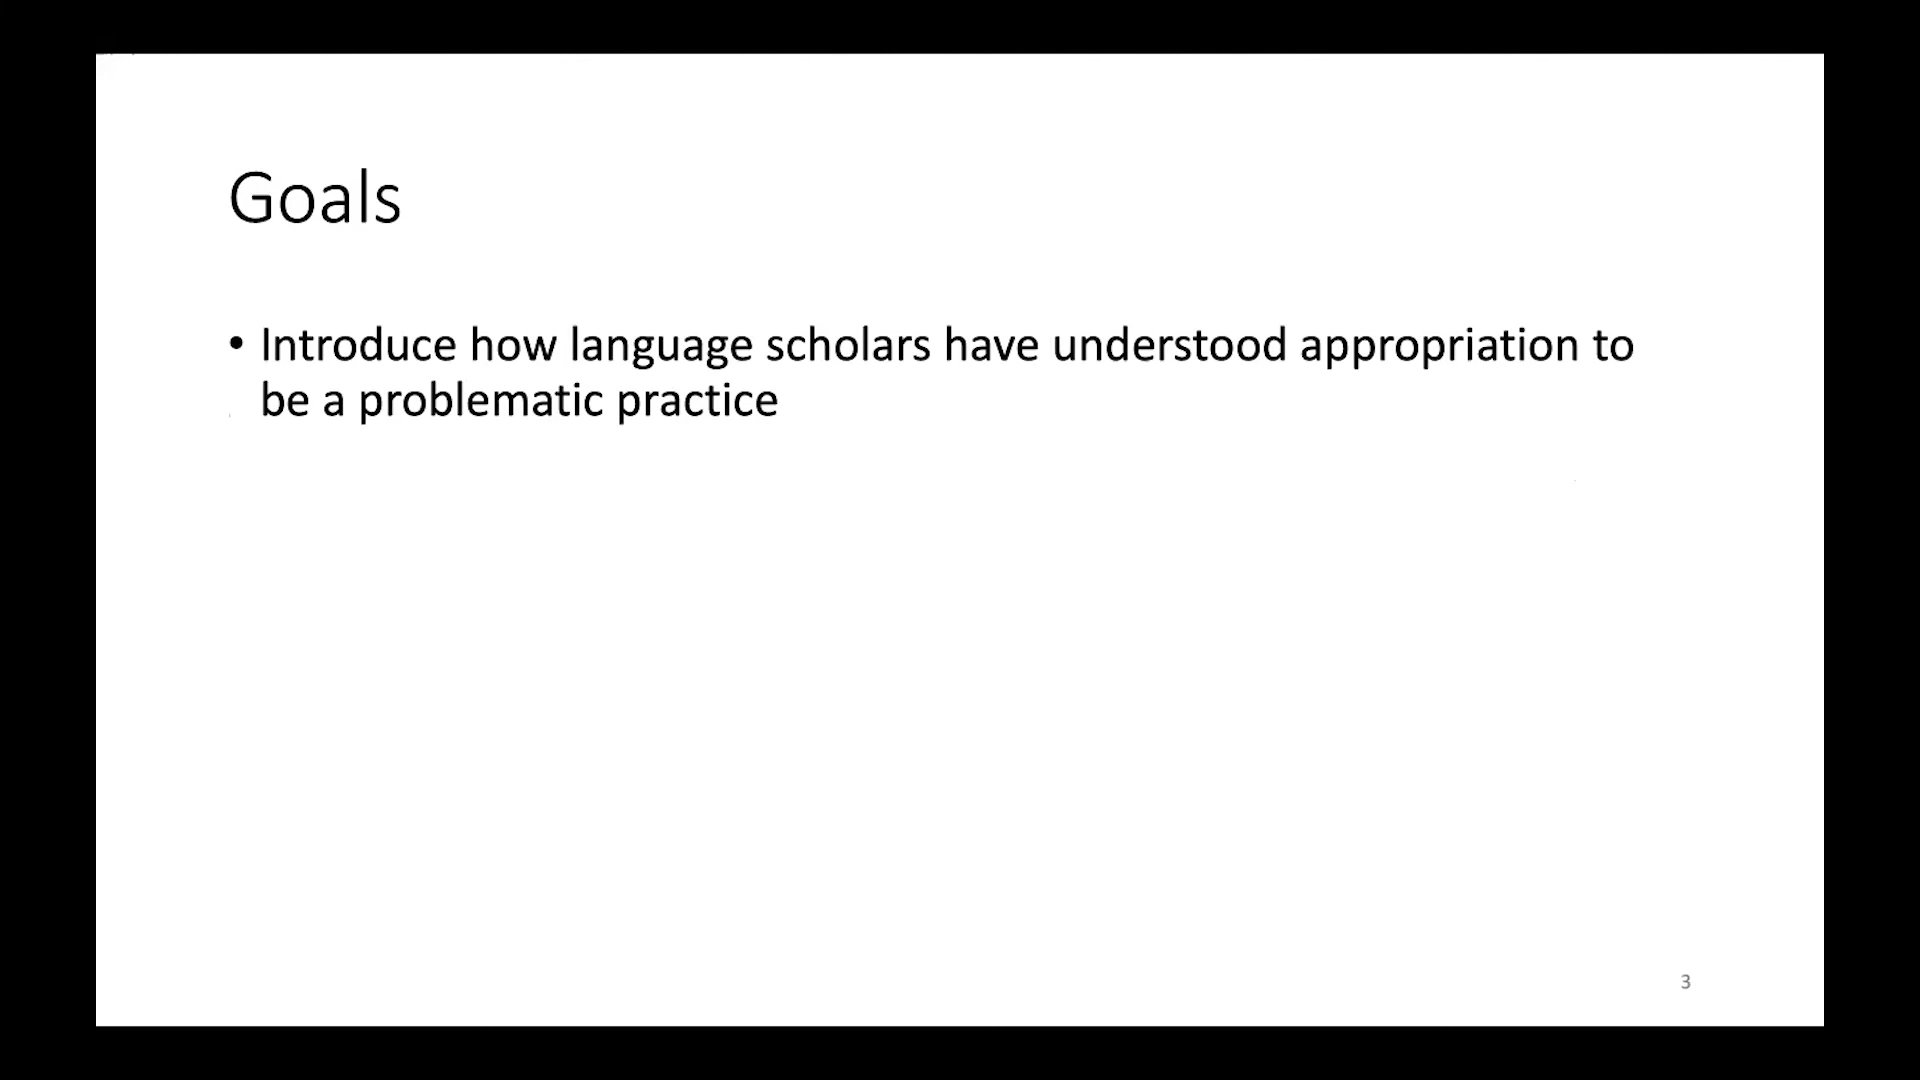 Goals
• Introduce how language scholars have understood appropriation to
be a problematic practice
3